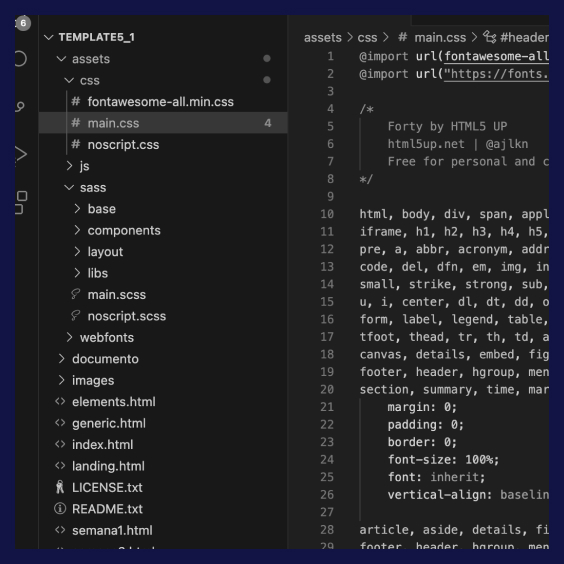 6
TEMPLATE5_1
assets
css
# fontawesome-all.min.css
# main.css 4
# noscript.css
js
sass
base
components
layout
libs
main.scss
noscript.scss
webfonts
documento
images
<> elements.html
<> generic.html
<> index.html
<> landing.html
LICENSE.txt
README.txt
<> semana1.html
assets > css > # main.css > #header
1 @import url(fontawesome-all
2 @import url("https://fonts.
3
4 /*
5 Forty by HTML5 UP
6 html5up.net | @ajlkn
7 Free for personal and c
8 */
9
10 html, body, div, span, appl
11 iframe, h1, h2, h3, h4, h5,
12 pre, a, abbr, acronym, addr
13 code, del, dfn, em, img, in
14 small, strike, strong, sub,
15 u, i, center, dl, dt, dd, o
16 form, label, legend, table,
17 tfoot, thead, tr, th, td, a
18 canvas, details, embed, fig
19 footer, header, hgroup, men
20 section, summary, time, mar
21 margin: 0;
22 padding: 0;
23 border: 0;
24 font-size: 100%;
25 font: inherit;
26 vertical-align: baselin
27
28 article, aside, details, fi
29 footer, header, hgroup, men